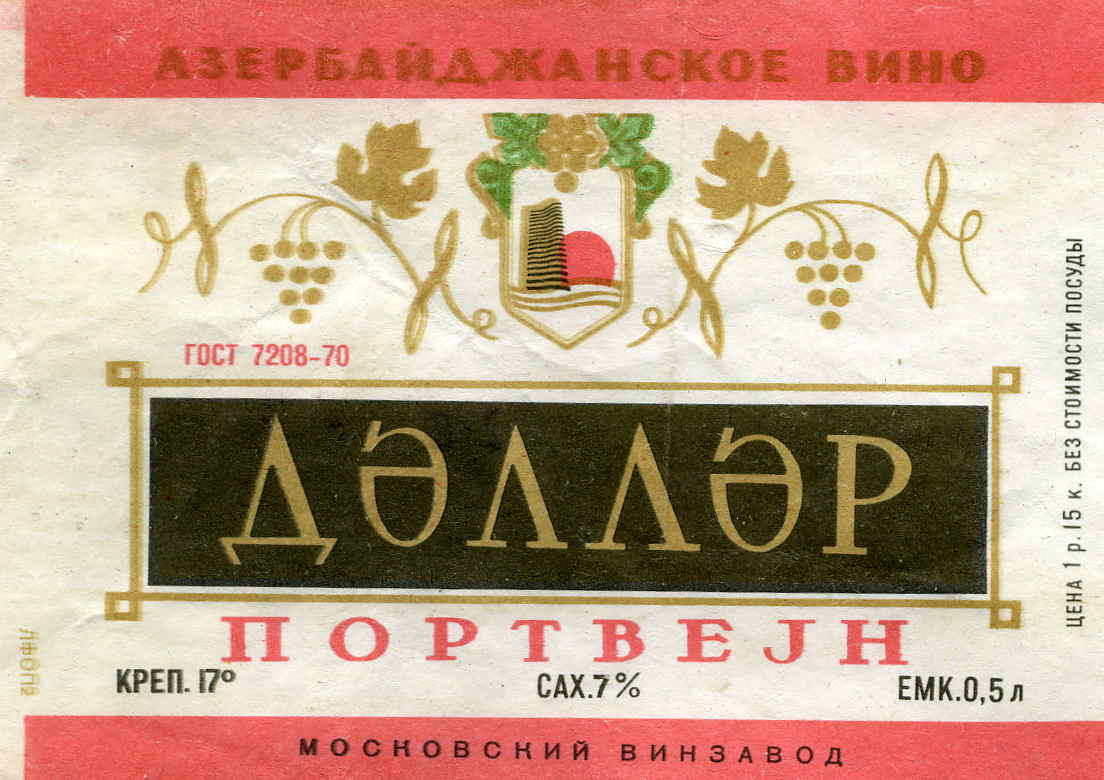 АЗЕРБАЙДЖАНСКОЕ ВИНО
ГОСТ 7208-70
ДӘЛЛӘР
ПОРТВЕЈН
КРЕП. 17° САХ.7% ЕМК.0,5 л
МОСКОВСКИЙ ВИНЗАВОД
ЦЕНА 1 р. 15 к. БЕЗ СТОИМОСТИ ПОСУДЫ